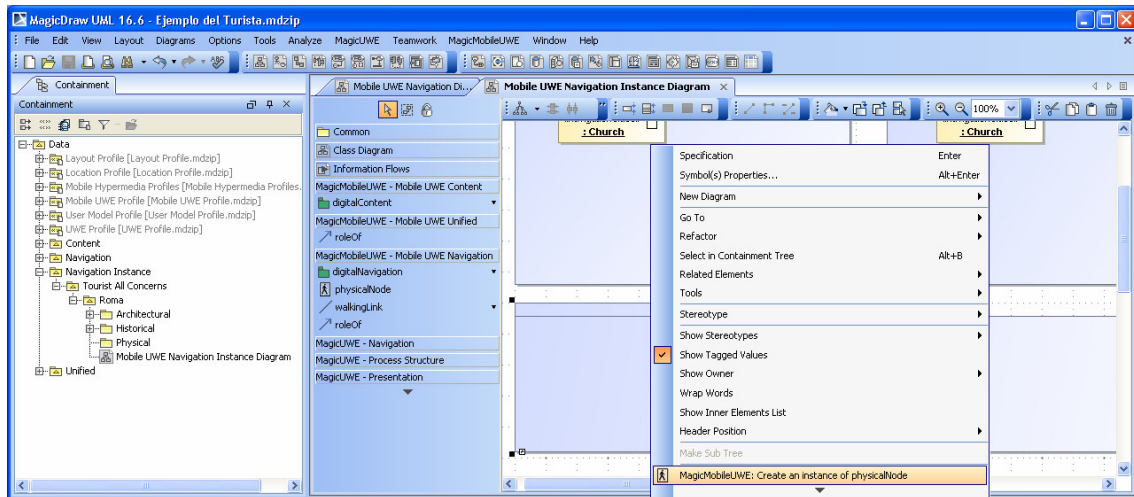 MagicDraw UML 16.6 - Ejemplo del Turista.mdzip
File Edit View Layout Diagrams Options Tools Analyze MagicUWE Teamwork MagicMobileUWE Window Help
Containment
Containment
Data
Layout Profile [Layout Profile.mdzip]
Location Profile [Location Profile.mdzip]
Mobile Hypermedia Profiles [Mobile Hypermedia Profiles.
Mobile UWE Profile [Mobile UWE Profile.mdzip]
User Model Profile [User Model Profile.mdzip]
UWE Profile [UWE Profile.mdzip]
Content
Navigation
Navigation Instance
Tourist All Concerns
Roma
Architectural
Historical
Physical
Mobile UWE Navigation Instance Diagram
Unified
Mobile UWE Navigation Di...
Mobile UWE Navigation Instance Diagram
100%
Common
Class Diagram
Information Flows
MagicMobileUWE - Mobile UWE Content
digitalContent
MagicMobileUWE - Mobile UWE Unified
roleOf
MagicMobileUWE - Mobile UWE Navigation
digitalNavigation
physicalNode
walkingLink
roleOf
MagicUWE - Navigation
MagicUWE - Process Structure
MagicUWE - Presentation
: Church
: Church
Specification Enter
Symbol(s) Properties... Alt+Enter
New Diagram
Go To
Refactor
Select in Containment Tree Alt+B
Related Elements
Tools
Stereotype
Show Stereotypes
Show Tagged Values
Show Owner
Wrap Words
Show Inner Elements List
Header Position
Make Sub Tree
MagicMobileUWE: Create an instance of physicalNode